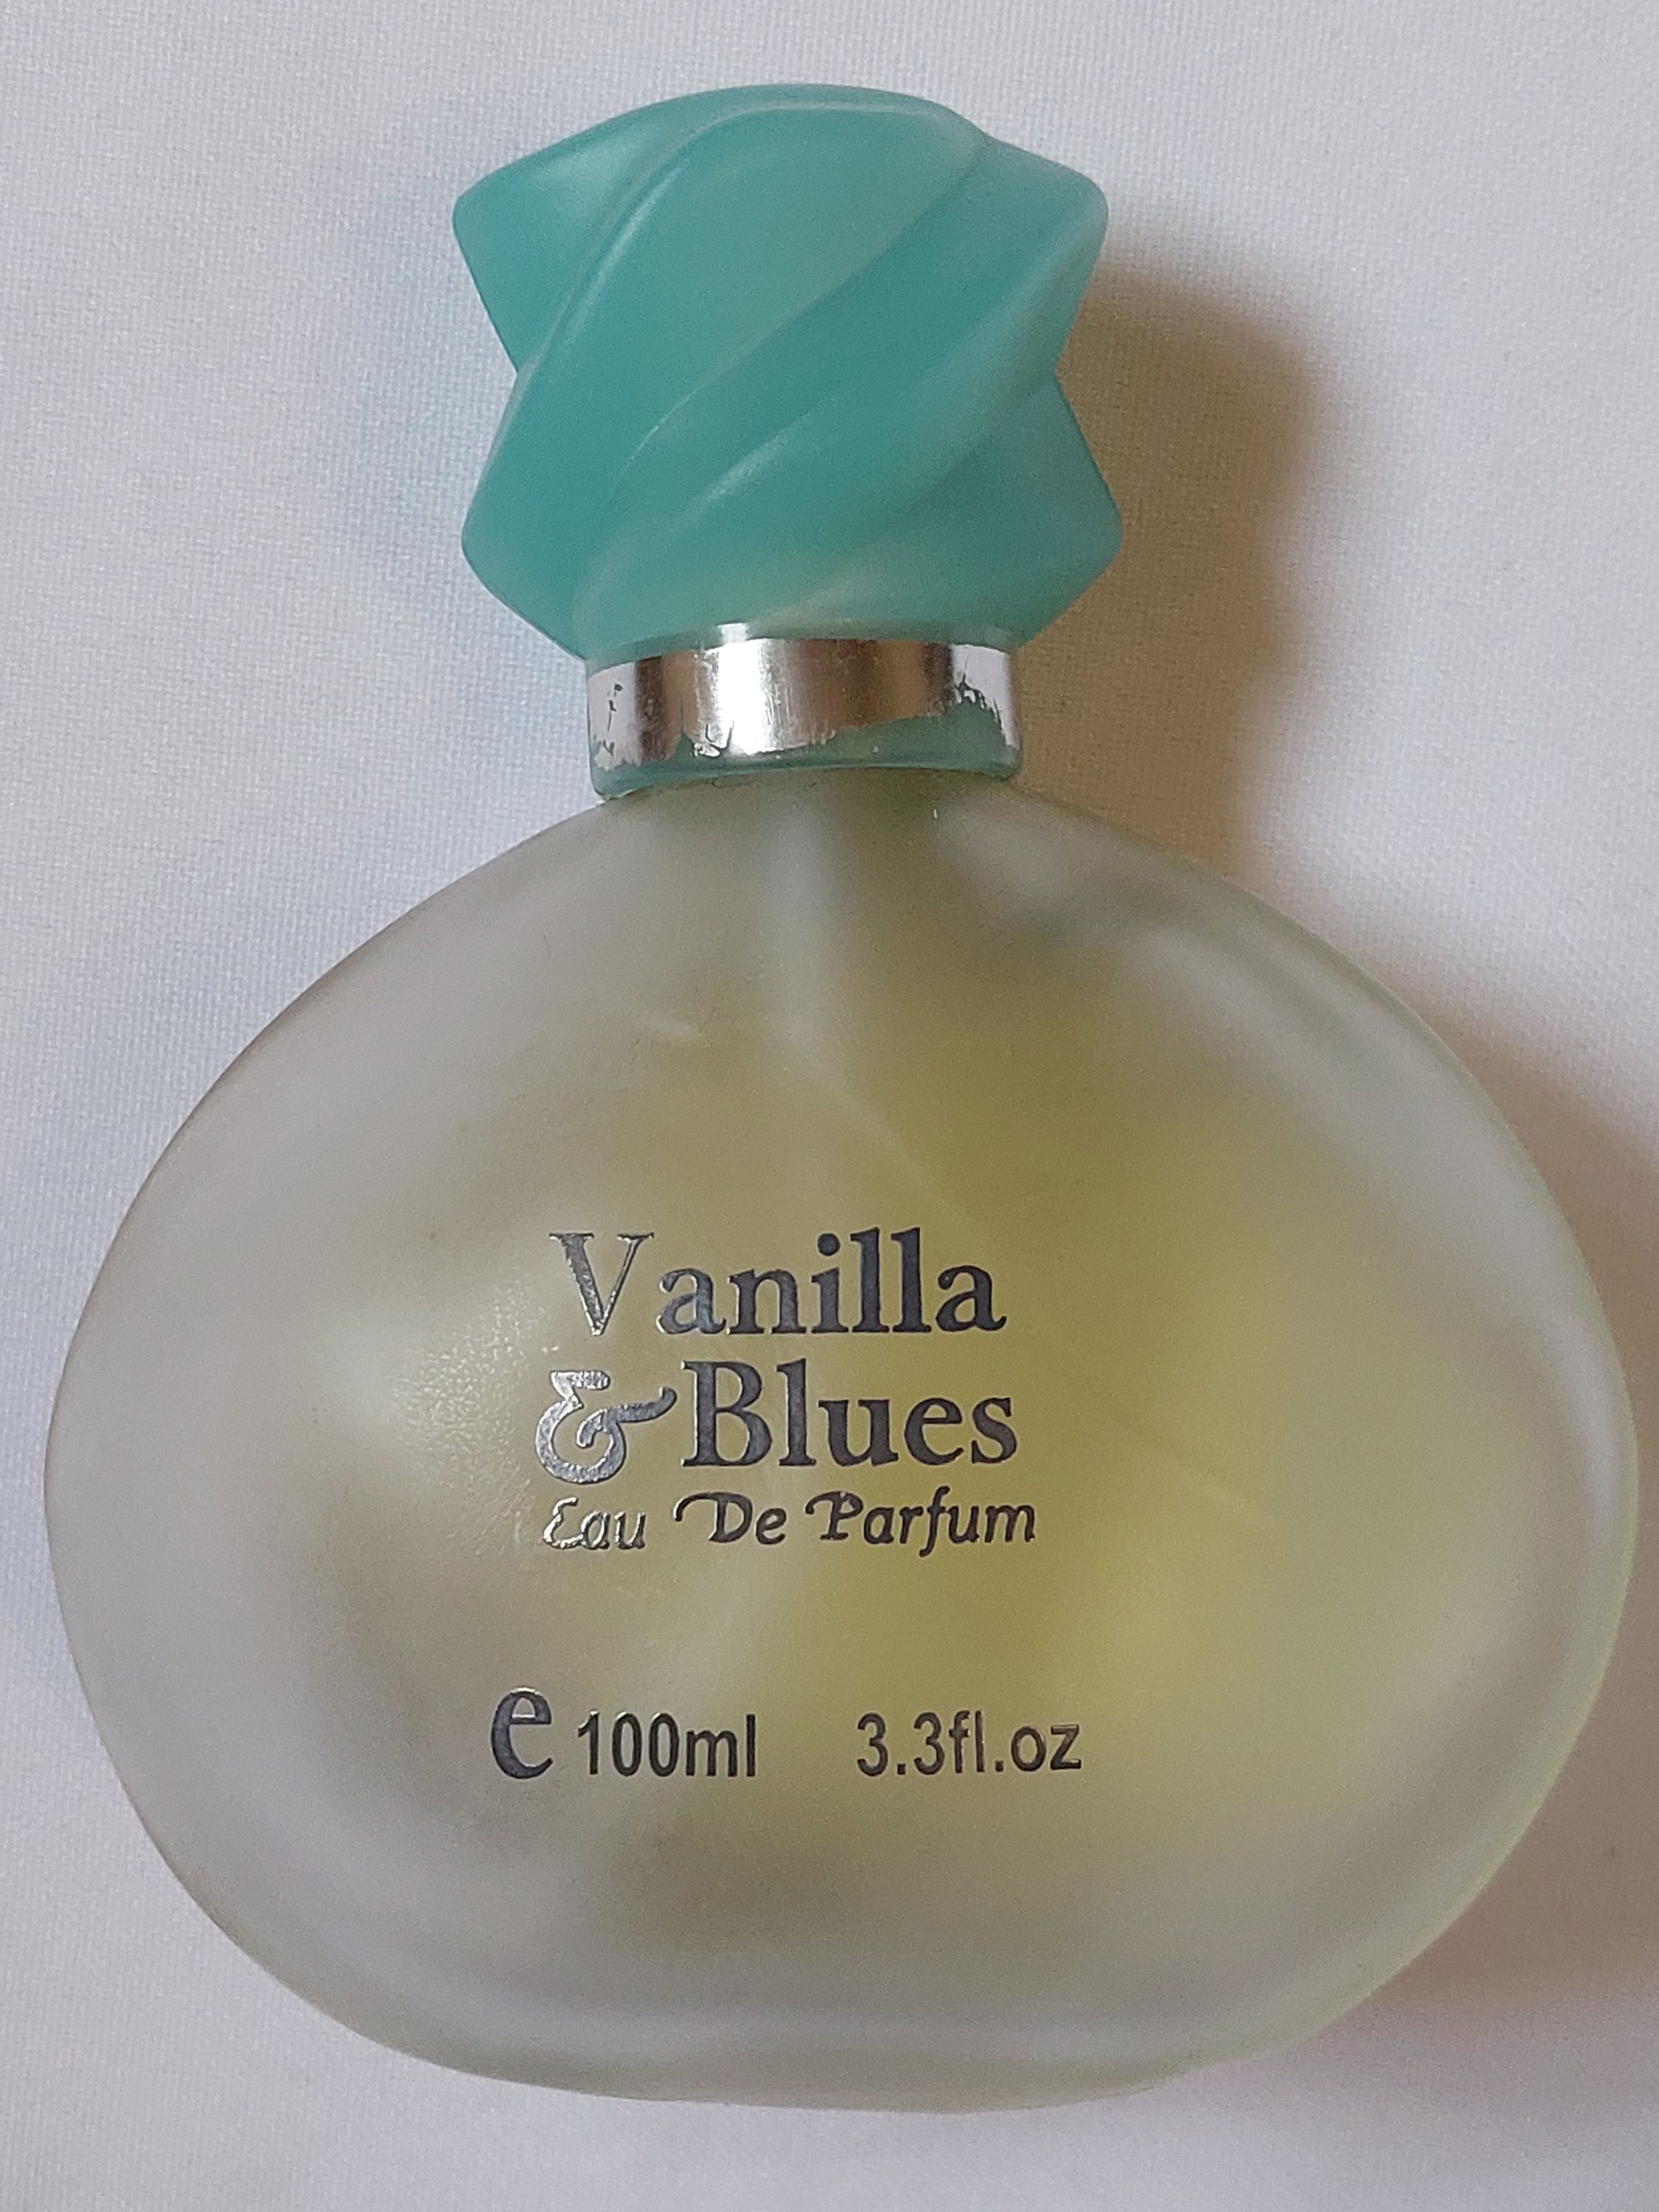 Vanilla
& Blues
Eau De Parfum
e 100ml 3.3fl.oz